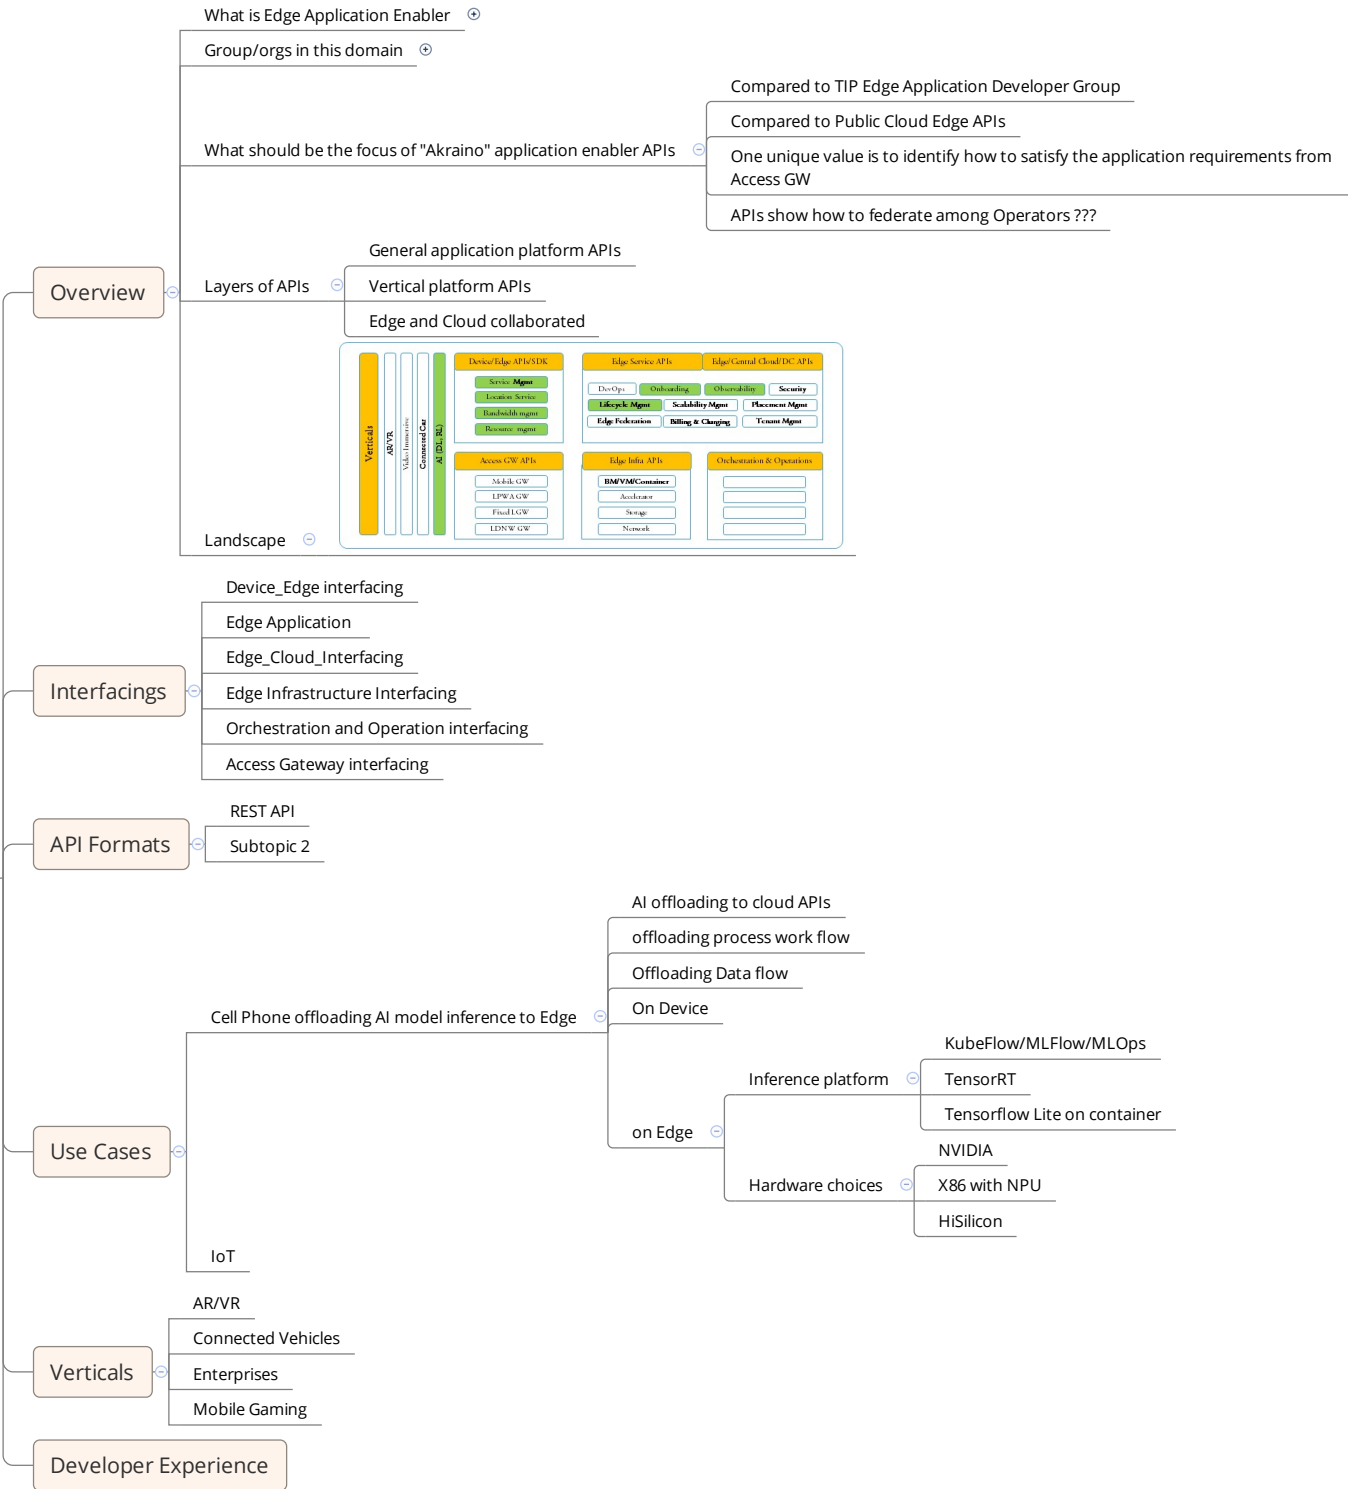 What is Edge Application Enabler
Group/orgs in this domain
What should be the focus of "Akraino" application enabler APIs
Compared to TIP Edge Application Developer Group
Compared to Public Cloud Edge APIs
One unique value is to identify how to satisfy the application requirements from
Access GW
APIs show how to federate among Operators ???
Overview
Layers of APIs
General application platform APIs
Vertical platform APIs
Edge and Cloud collaborated
Landscape
Verticals
AR/VR
Video Immersive
Connected Car
AI (DL, RL)
Device/Edge APIs/SDK
Service Mgmt
Location Service
Bandwidth mgmt
Resource mgmt
Edge Service APIs
Edge/Central Cloud/DC APIs
DevOps
Onboarding
Observability
Security
Lifecycle Mgmt
Scalability Mgmt
Placement Mgmt
Edge Federation
Billing & Charging
Tenant Mgmt
Access GW APIs
Mobile GW
LPWA GW
Fixed LGW
LDNW GW
Edge Infra APIs
BM/VM/Container
Accelerator
Storage
Network
Orchestration & Operations
Interfacings
Device_Edge interfacing
Edge Application
Edge_Cloud_Interfacing
Edge Infrastructure Interfacing
Orchestration and Operation interfacing
Access Gateway interfacing
API Formats
REST API
Subtopic 2
Use Cases
Cell Phone offloading AI model inference to Edge
AI offloading to cloud APIs
offloading process work flow
Offloading Data flow
On Device
on Edge
Inference platform
KubeFlow/MLFlow/MLOps
TensorRT
Tensorflow Lite on container
Hardware choices
NVIDIA
X86 with NPU
HiSilicon
IoT
Verticals
AR/VR
Connected Vehicles
Enterprises
Mobile Gaming
Developer Experience